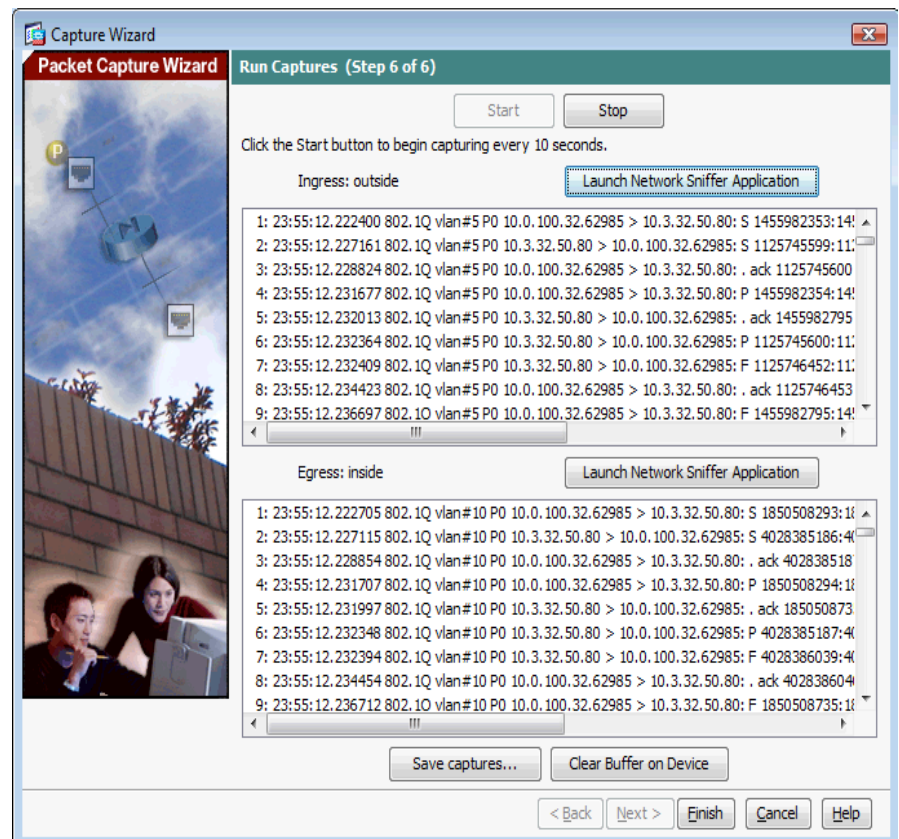 Capture Wizard
Packet Capture Wizard
Run Captures (Step 6 of 6)
Start
Stop
Click the Start button to begin capturing every 10 seconds.
Ingress: outside
Launch Network Sniffer Application
1: 23:55:12.222400 802.1Q vlan#5 P0 10.0.100.32.62985 > 10.3.32.50.80: S 1455982353:14
2: 23:55:12.227161 802.1Q vlan#5 P0 10.3.32.50.80 > 10.0.100.32.62985: S 1125745599:11
3: 23:55:12.228824 802.1Q vlan#5 P0 10.0.100.32.62985 > 10.3.32.50.80: . ack 1125745600
4: 23:55:12.231677 802.1Q vlan#5 P0 10.0.100.32.62985 > 10.3.32.50.80: P 1455982354:14
5: 23:55:12.232013 802.1Q vlan#5 P0 10.3.32.50.80 > 10.0.100.32.62985: . ack 1455982795
6: 23:55:12.232364 802.1Q vlan#5 P0 10.3.32.50.80 > 10.0.100.32.62985: P 1125745600:11
7: 23:55:12.232409 802.1Q vlan#5 P0 10.3.32.50.80 > 10.0.100.32.62985: F 1125746452:11
8: 23:55:12.234423 802.1Q vlan#5 P0 10.0.100.32.62985 > 10.3.32.50.80: . ack 1125746453
9: 23:55:12.236697 802.1Q vlan#5 P0 10.0.100.32.62985 > 10.3.32.50.80: F 1455982795:14
Egress: inside
Launch Network Sniffer Application
1: 23:55:12.222705 802.1Q vlan#10 P0 10.0.100.32.62985 > 10.3.32.50.80: S 1850508293:18
2: 23:55:12.227115 802.1Q vlan#10 P0 10.3.32.50.80 > 10.0.100.32.62985: S 4028385186:40
3: 23:55:12.228854 802.1Q vlan#10 P0 10.0.100.32.62985 > 10.3.32.50.80: . ack 402838518
4: 23:55:12.231707 802.1Q vlan#10 P0 10.0.100.32.62985 > 10.3.32.50.80: P 1850508294:18
5: 23:55:12.231997 802.1Q vlan#10 P0 10.3.32.50.80 > 10.0.100.32.62985: . ack 185050873
6: 23:55:12.232348 802.1Q vlan#10 P0 10.3.32.50.80 > 10.0.100.32.62985: P 4028385187:40
7: 23:55:12.232394 802.1Q vlan#10 P0 10.3.32.50.80 > 10.0.100.32.62985: F 4028386039:40
8: 23:55:12.234454 802.1Q vlan#10 P0 10.0.100.32.62985 > 10.3.32.50.80: . ack 402838604
9: 23:55:12.236712 802.1Q vlan#10 P0 10.0.100.32.62985 > 10.3.32.50.80: F 1850508735:18
Save captures...
Clear Buffer on Device
< Back
Next >
Finish
Cancel
Help